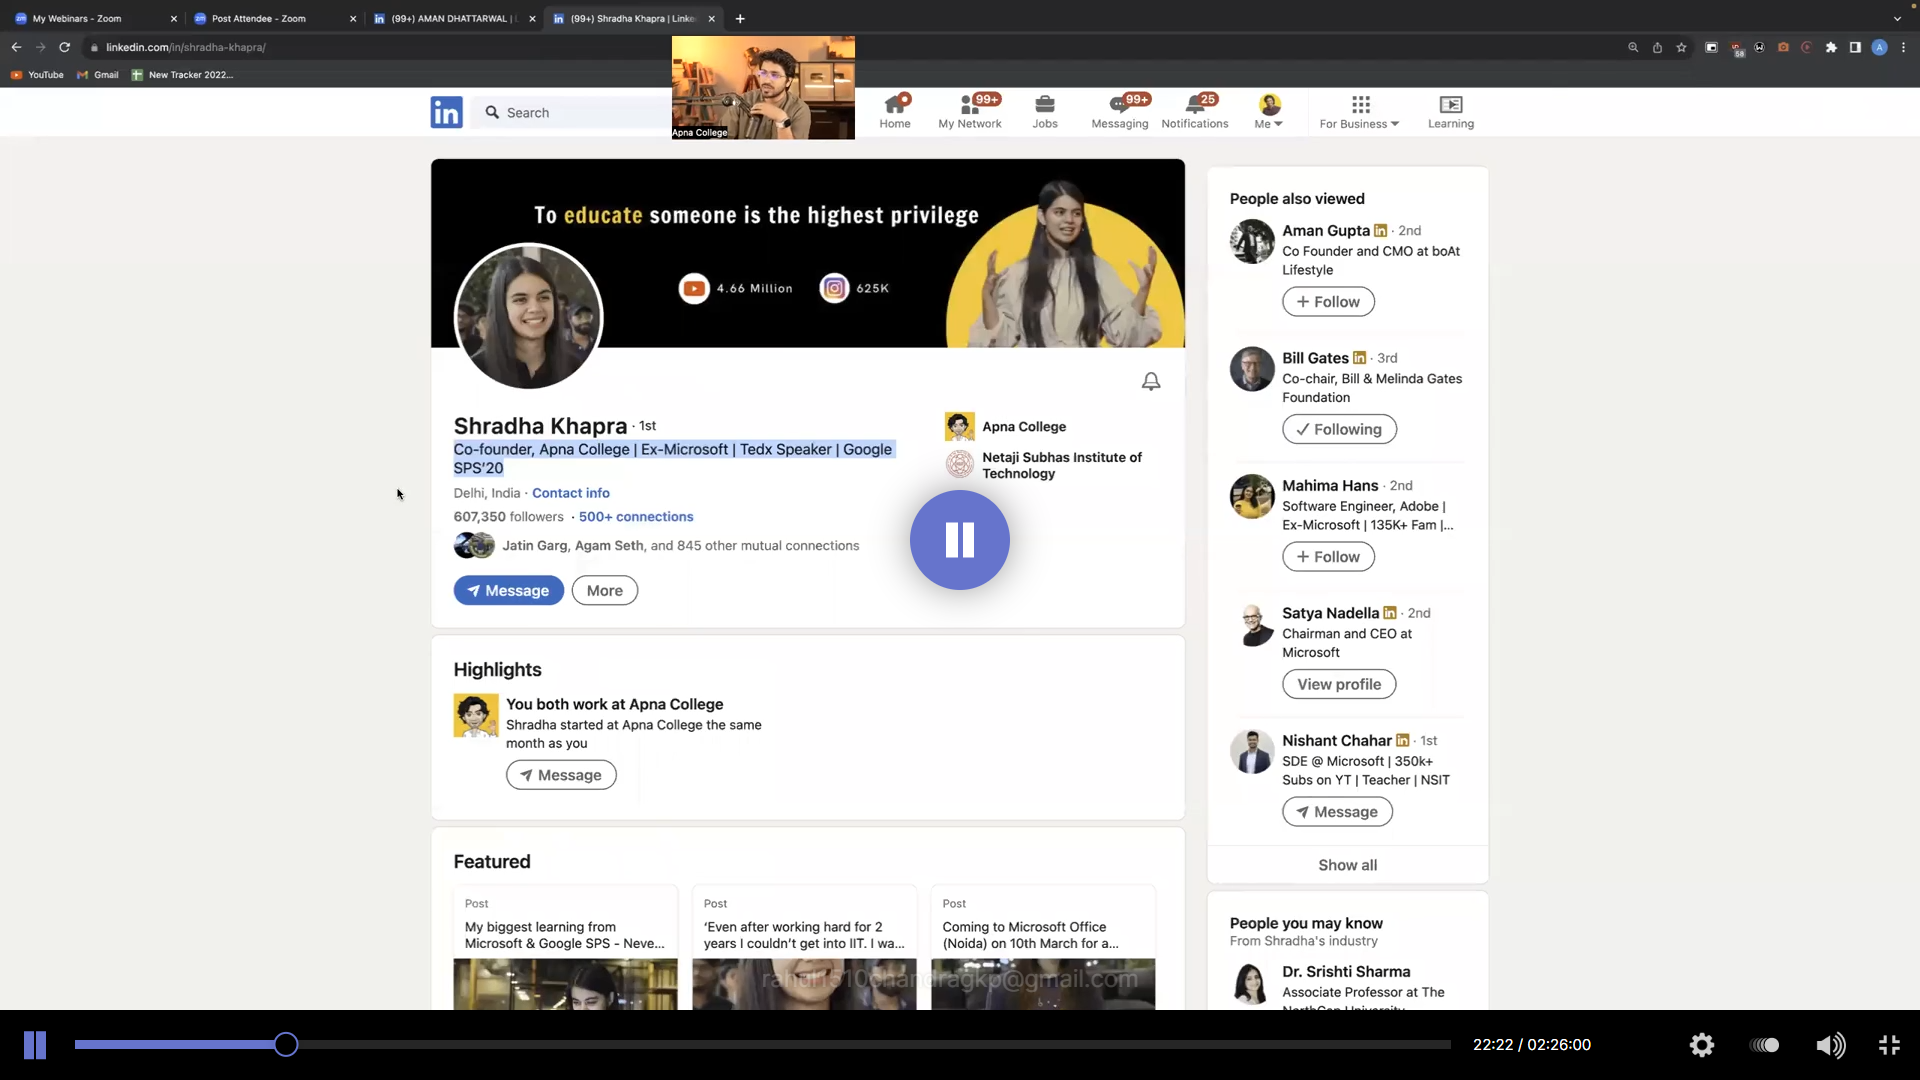 My Webinars - Zoom
Post Attendee - Zoom
(99+) AMAN DHATTARWAL |
(99+) Shradha Khapra | Linke
linkedin.com/in/shradha-khapra/
58
A
YouTube
Gmail
New Tracker 2022...
in
Search
Apna College
Home
99+
My Network
Jobs
99+
Messaging
25
Notifications
Me
For Business
Learning
To educate someone is the highest privilege
4.66 Million
625K
Shradha Khapra · 1st
Co-founder, Apna College | Ex-Microsoft | Tedx Speaker | Google
SPS'20
Delhi, India · Contact info
607,350 followers · 500+ connections
Jatin Garg, Agam Seth, and 845 other mutual connections
Message
More
Apna College
Netaji Subhas Institute of
Technology
Highlights
You both work at Apna College
Shradha started at Apna College the same
month as you
Message
Featured
Post
My biggest learning from
Microsoft & Google SPS - Neve...
Post
‘Even after working hard for 2
years I couldn't get into IIT. I wa...
Post
Coming to Microsoft Office
(Noida) on 10th March for a...
People also viewed
Aman Gupta in · 2nd
Co Founder and CMO at boAt
Lifestyle
+ Follow
Bill Gates in · 3rd
Co-chair, Bill & Melinda Gates
Foundation
Following
Mahima Hans · 2nd
Software Engineer, Adobe |
Ex-Microsoft | 135K+ Fam |...
+ Follow
Satya Nadella in · 2nd
Chairman and CEO at
Microsoft
View profile
Nishant Chahar in · 1st
SDE @ Microsoft | 350k+
Subs on YT | Teacher | NSIT
Message
Show all
People you may know
From Shradha's industry
Dr. Srishti Sharma
Associate Professor at The
NorthCap University
22:22 / 02:26:00